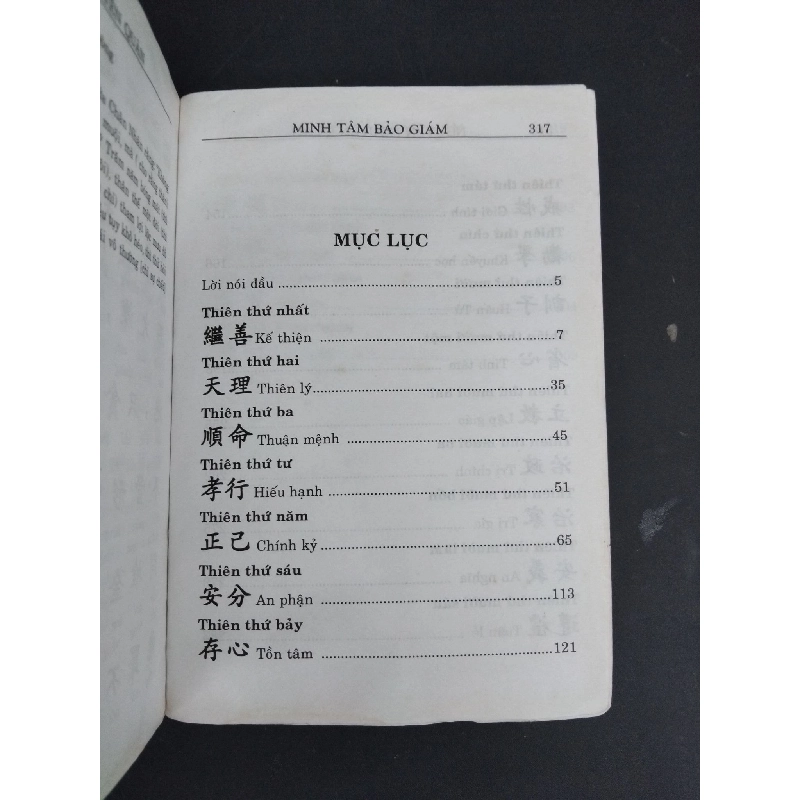 MINH TÂM BẢO GIÁM 317
MỤC LỤC
Lời nói đầu ........ 5
Thiên thứ nhất
繼善 Kế thiện ........ 7
Thiên thứ hai
天理 Thiên lý ........ 35
Thiên thứ ba
順命 Thuận mệnh ........ 45
Thiên thứ tư
孝行 Hiếu hạnh ........ 51
Thiên thứ năm
正己 Chính kỷ ........ 65
Thiên thứ sáu
安分 An phận ........ 113
Thiên thứ bảy
存心 Tồn tâm ........ 121